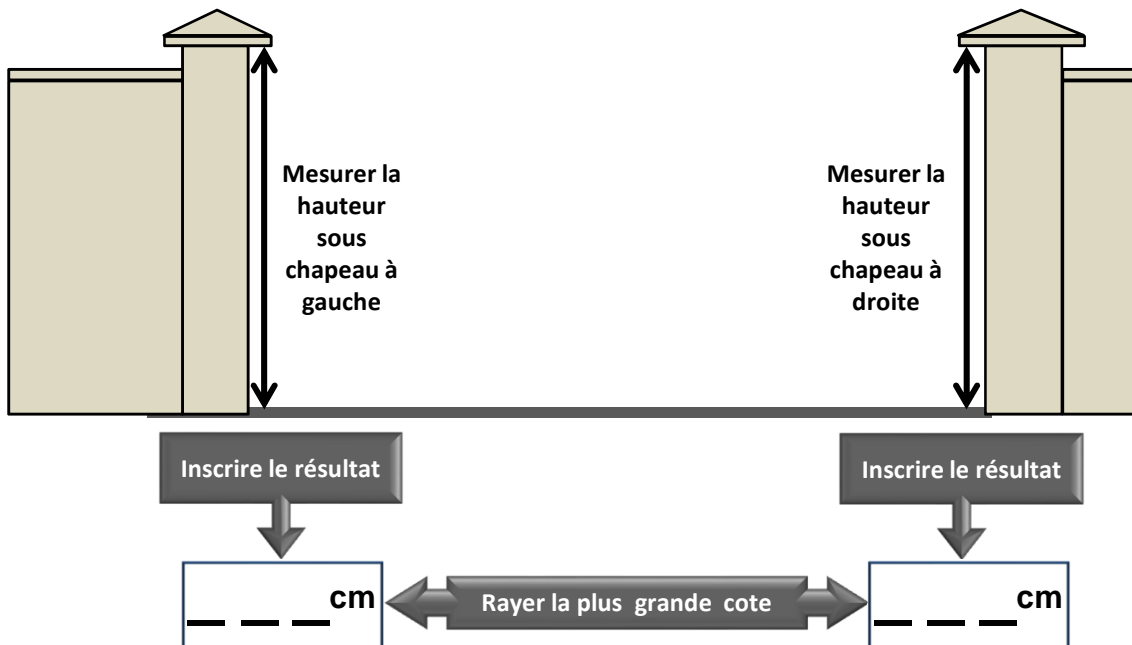 Mesurer la
hauteur
sous
chapeau à
gauche
Mesurer la
hauteur
sous
chapeau à
droite
Inscrire le résultat
Inscrire le résultat
_ _ _ cm
Rayer la plus grande cote
_ _ _ cm